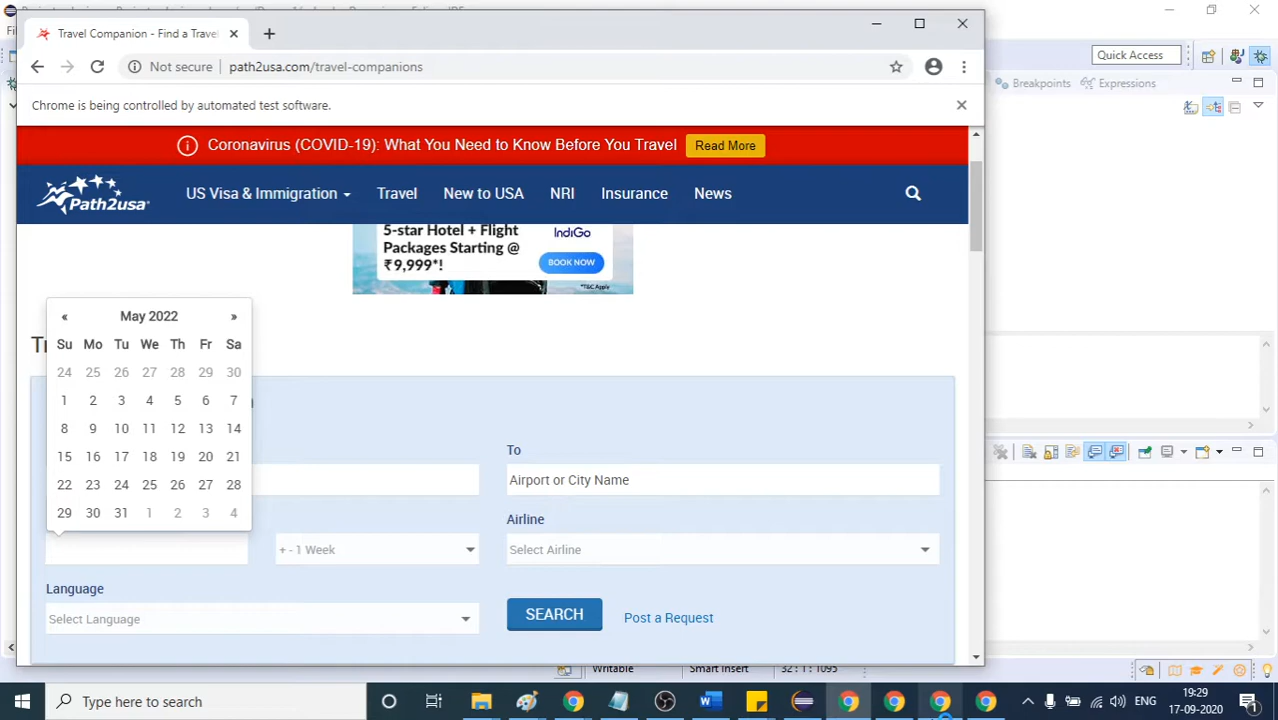 Travel Companion - Find a Trave
Not secure
path2usa.com/travel-companions
Chrome is being controlled by automated test software.
Quick Access
Breakpoints
Expressions
Coronavirus (COVID-19): What You Need to Know Before You Travel
Read More
Path2usa
US Visa & Immigration
Travel
New to USA
NRI
Insurance
News
5-star Hotel + Flight
Packages Starting @
₹9,999*!
IndiGo
BOOK NOW
*T&C Apply
« May 2022 »
Su Mo Tu We Th Fr Sa
24 25 26 27 28 29 30
1 2 3 4 5 6 7
8 9 10 11 12 13 14
15 16 17 18 19 20 21
22 23 24 25 26 27 28
29 30 31 1 2 3 4
To
Airport or City Name
+ - 1 Week
Airline
Select Airline
Language
Select Language
SEARCH
Post a Request
Writable
Smart Insert
32 : 1 : 1095
Type here to search
ENG
19:29
17-09-2020
1